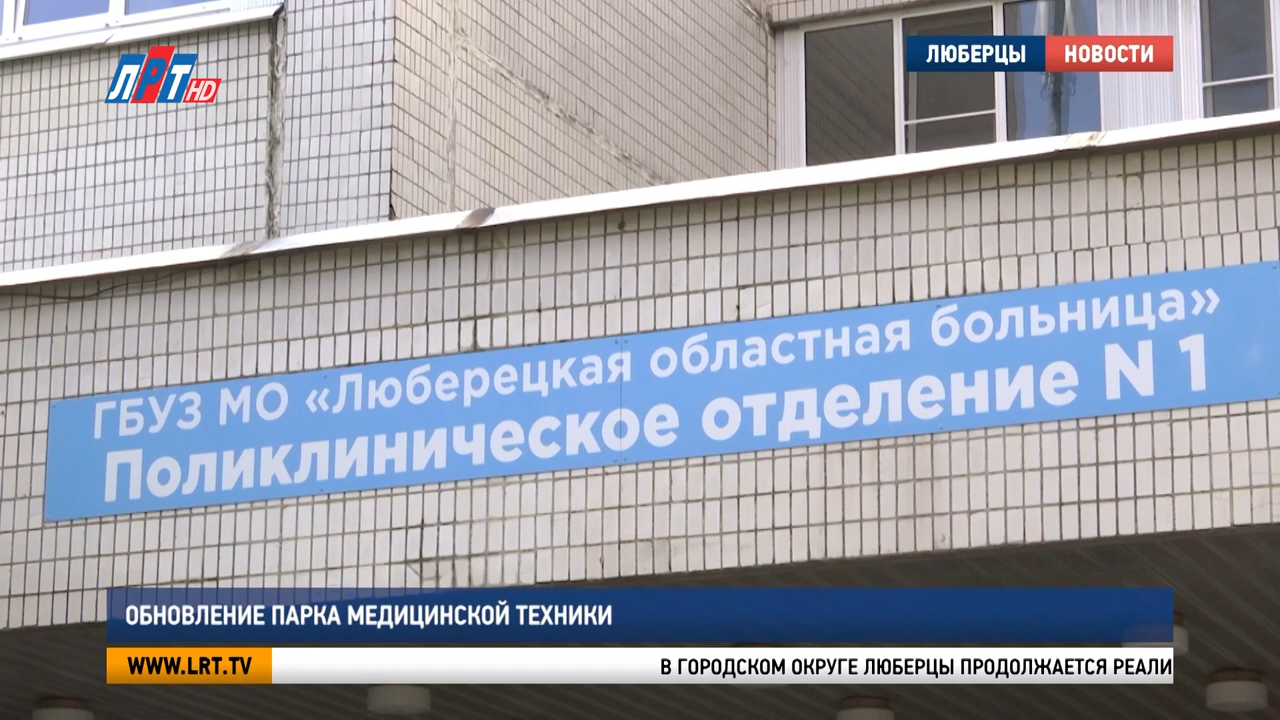 ЛРТ HD
ЛЮБЕРЦЫ НОВОСТИ
ГБУЗ МО «Люберецкая областная больница»
Поликлиническое отделение N 1
ОБНОВЛЕНИЕ ПАРКА МЕДИЦИНСКОЙ ТЕХНИКИ
WWW.LRT.TV
В ГОРОДСКОМ ОКРУГЕ ЛЮБЕРЦЫ ПРОДОЛЖАЕТСЯ РЕАЛИ